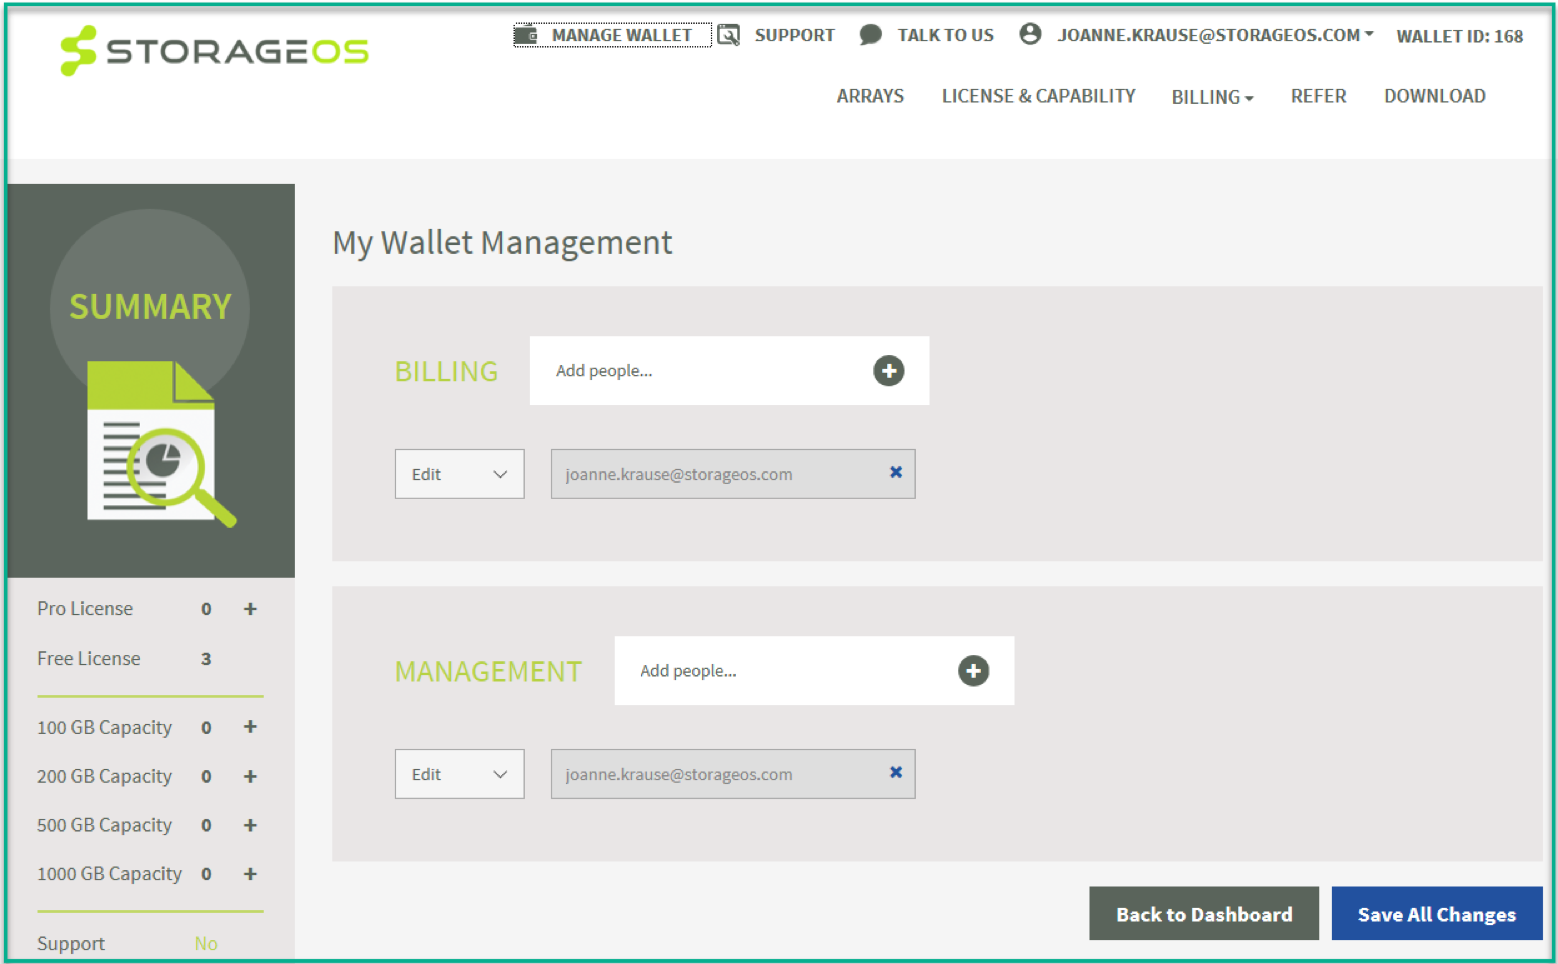 STORAGEOS
MANAGE WALLET SUPPORT TALK TO US JOANNE.KRAUSE@STORAGEOS.COM WALLET ID: 168
ARRAYS LICENSE & CAPABILITY BILLING REFER DOWNLOAD
SUMMARY
Pro License 0 +
Free License 3
100 GB Capacity 0 +
200 GB Capacity 0 +
500 GB Capacity 0 +
1000 GB Capacity 0 +
Support No
My Wallet Management
BILLING Add people...
Edit joanne.krause@storageos.com
MANAGEMENT Add people...
Edit joanne.krause@storageos.com
Back to Dashboard Save All Changes